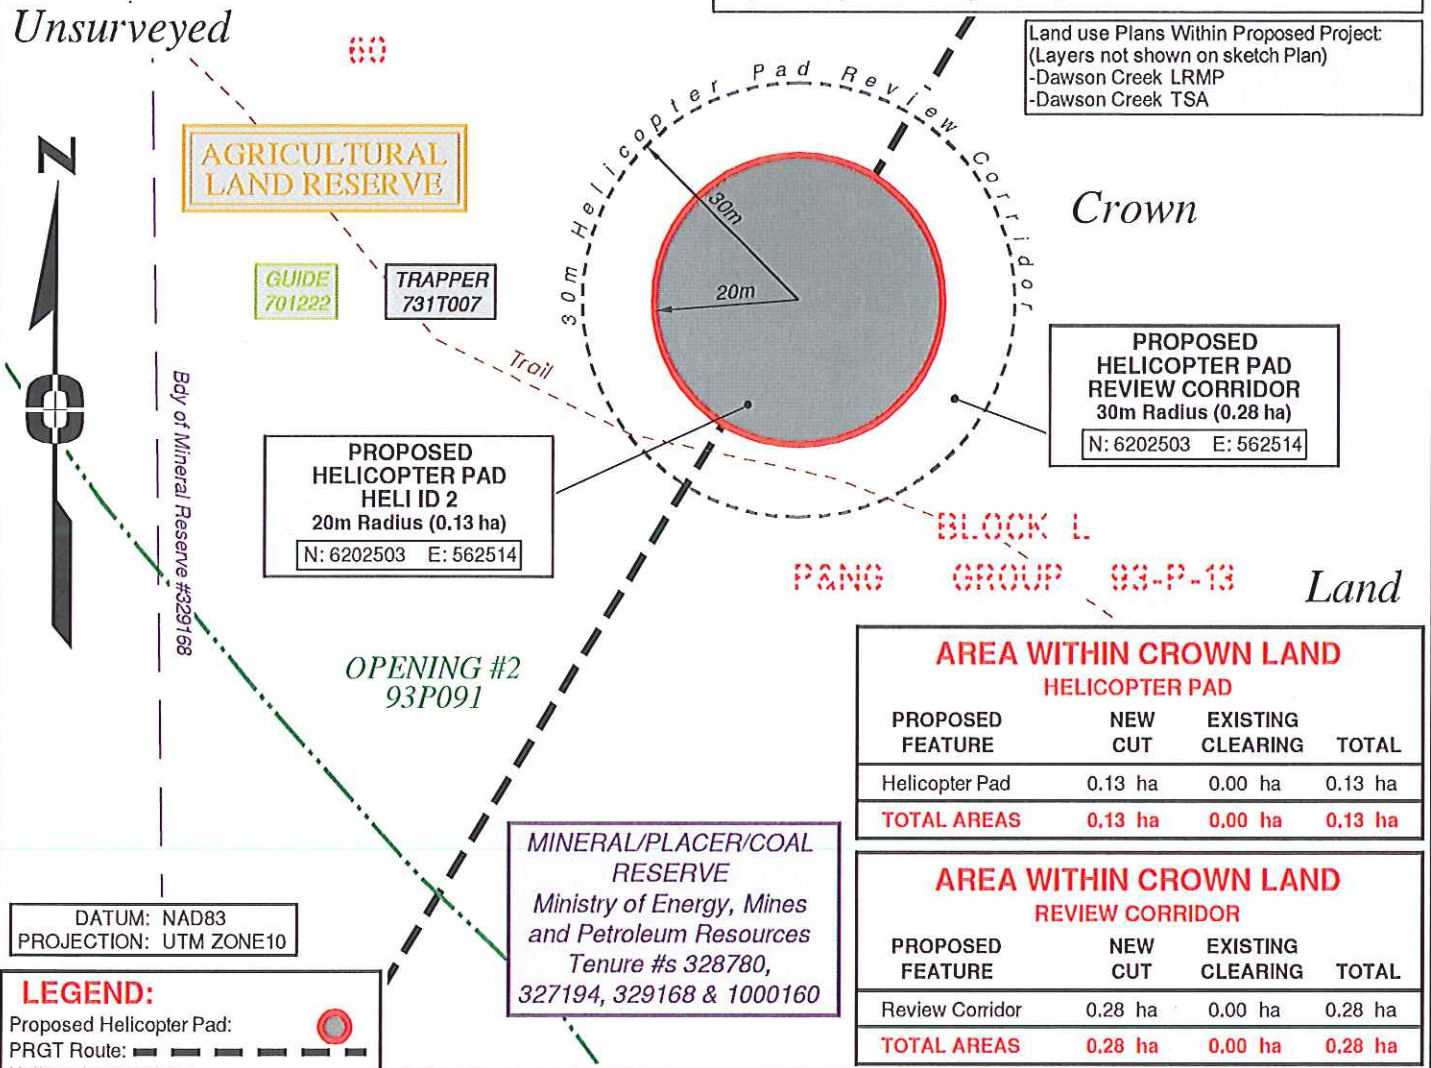 Unsurveyed
60
Land use Plans Within Proposed Project:
(Layers not shown on sketch Plan)
-Dawson Creek LRMP
-Dawson Creek TSA
30m Helicopter Pad Review Corridor
N
AGRICULTURAL
LAND RESERVE
30m
20m
Crown
GUIDE
701222
TRAPPER
731T007
Trail
Bdy of Mineral Reserve #329168
PROPOSED
HELICOPTER PAD
REVIEW CORRIDOR
30m Radius (0.28 ha)
N: 6202503 E: 562514
PROPOSED
HELICOPTER PAD
HELI ID 2
20m Radius (0.13 ha)
N: 6202503 E: 562514
BLOCK L
P&NG GROUP 93-P-13
Land
OPENING #2
93P091
AREA WITHIN CROWN LAND
HELICOPTER PAD
PROPOSED FEATURE NEW CUT EXISTING CLEARING TOTAL
Helicopter Pad 0.13 ha 0.00 ha 0.13 ha
TOTAL AREAS 0.13 ha 0.00 ha 0.13 ha
MINERAL/PLACER/COAL
RESERVE
Ministry of Energy, Mines
and Petroleum Resources
Tenure #s 328780,
327194, 329168 & 1000160
AREA WITHIN CROWN LAND
REVIEW CORRIDOR
PROPOSED FEATURE NEW CUT EXISTING CLEARING TOTAL
Review Corridor 0.28 ha 0.00 ha 0.28 ha
TOTAL AREAS 0.28 ha 0.00 ha 0.28 ha
DATUM: NAD83
PROJECTION: UTM ZONE10
LEGEND:
Proposed Helicopter Pad:
PRGT Route: